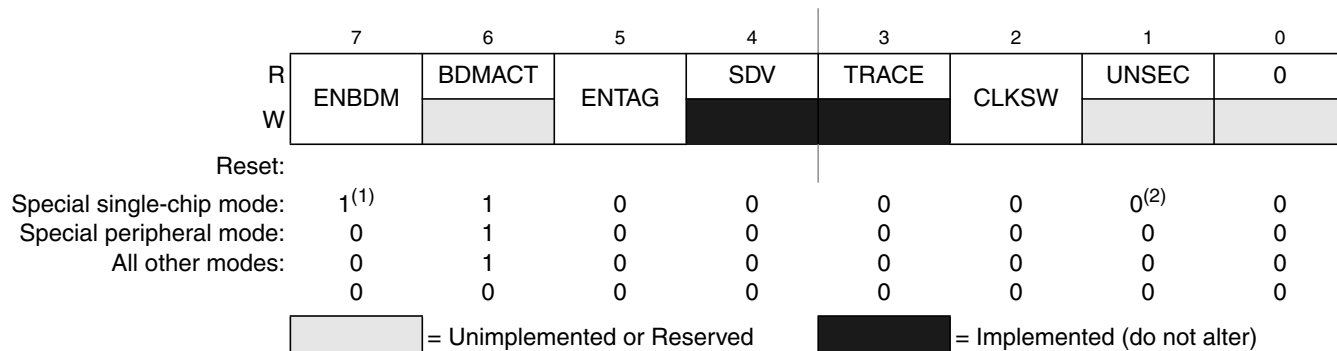 7 6 5 4 3 2 1 0
R ENBDM BDMACT ENTAG SDV TRACE CLKSW UNSEC 0
W
Reset:
Special single-chip mode: 1(1) 1 0 0 0 0 0(2) 0
Special peripheral mode: 0 1 0 0 0 0 0 0
All other modes: 0 1 0 0 0 0 0 0
0 0 0 0 0 0 0 0
= Unimplemented or Reserved = Implemented (do not alter)